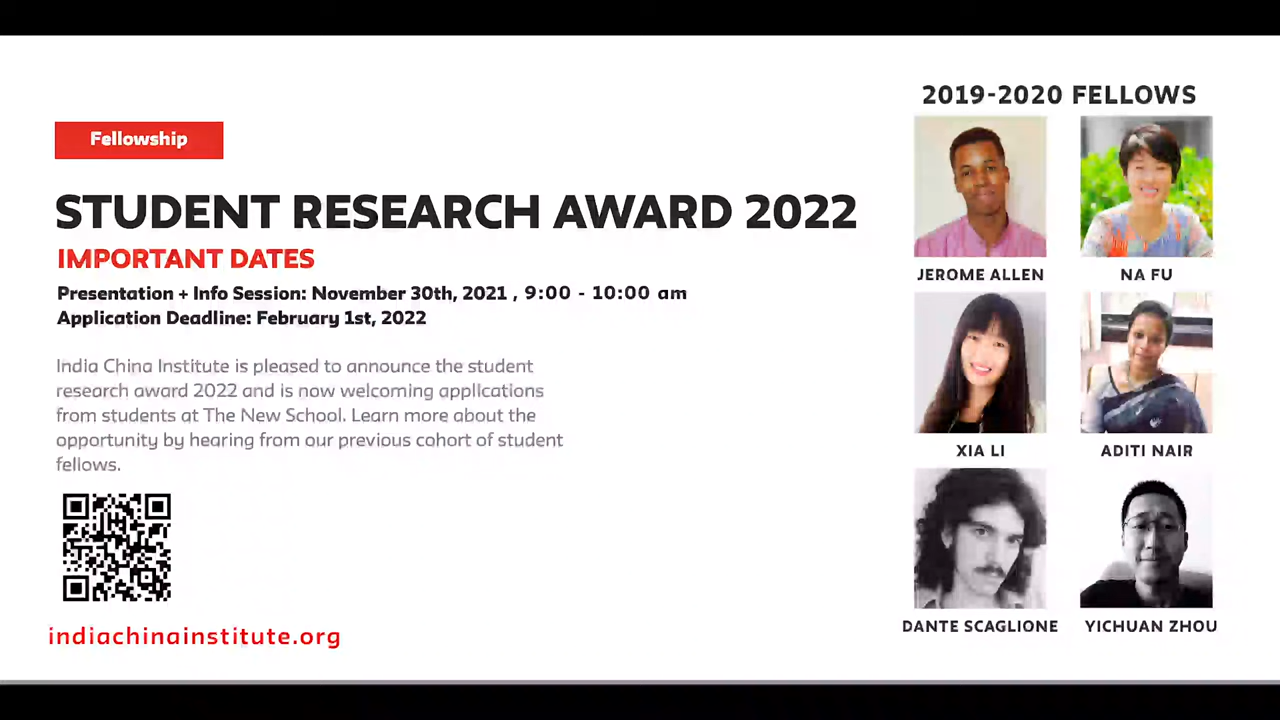 Fellowship
STUDENT RESEARCH AWARD 2022
IMPORTANT DATES
Presentation + Info Session: November 30th, 2021 , 9:00 - 10:00 am
Application Deadline: February 1st, 2022
India China Institute is pleased to announce the student
research award 2022 and is now welcoming applications
from students at The New School. Learn more about the
opportunity by hearing from our previous cohort of student
fellows.
indiachinainstitute.org
2019-2020 FELLOWS
JEROME ALLEN
NA FU
XIA LI
ADITI NAIR
DANTE SCAGLIONE
YICHUAN ZHOU